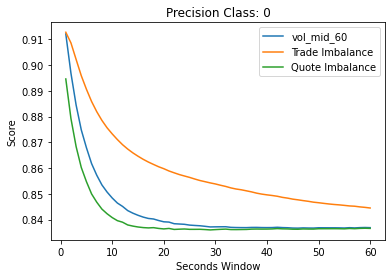 Precision Class: 0
vol_mid_60
Trade Imbalance
Quote Imbalance
0.91
0.90
0.89
0.88
0.87
0.86
0.85
0.84
Score
0 10 20 30 40 50 60
Seconds Window